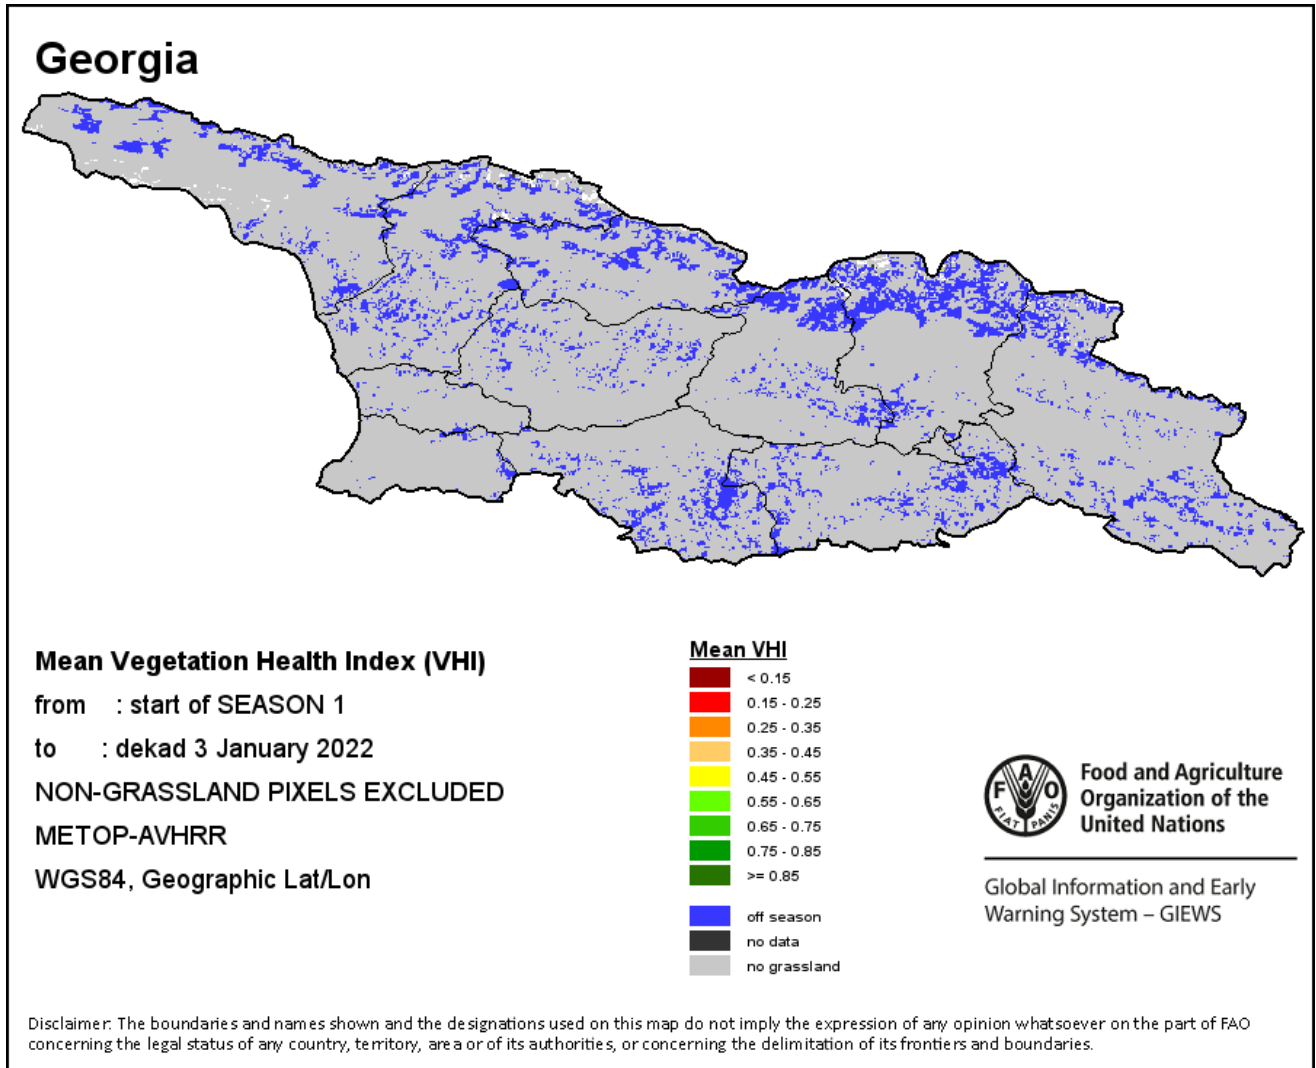 Georgia
Mean Vegetation Health Index (VHI)
from : start of SEASON 1
to : dekad 3 January 2022
NON-GRASSLAND PIXELS EXCLUDED
METOP-AVHRR
WGS84, Geographic Lat/Lon
Mean VHI
< 0.15
0.15 - 0.25
0.25 - 0.35
0.35 - 0.45
0.45 - 0.55
0.55 - 0.65
0.65 - 0.75
0.75 - 0.85
>= 0.85
off season
no data
no grassland
F A O
FIAT PANIS
Food and Agriculture
Organization of the
United Nations
Global Information and Early
Warning System – GIEWS
Disclaimer: The boundaries and names shown and the designations used on this map do not imply the expression of any opinion whatsoever on the part of FAO
concerning the legal status of any country, territory, area or of its authorities, or concerning the delimitation of its frontiers and boundaries.